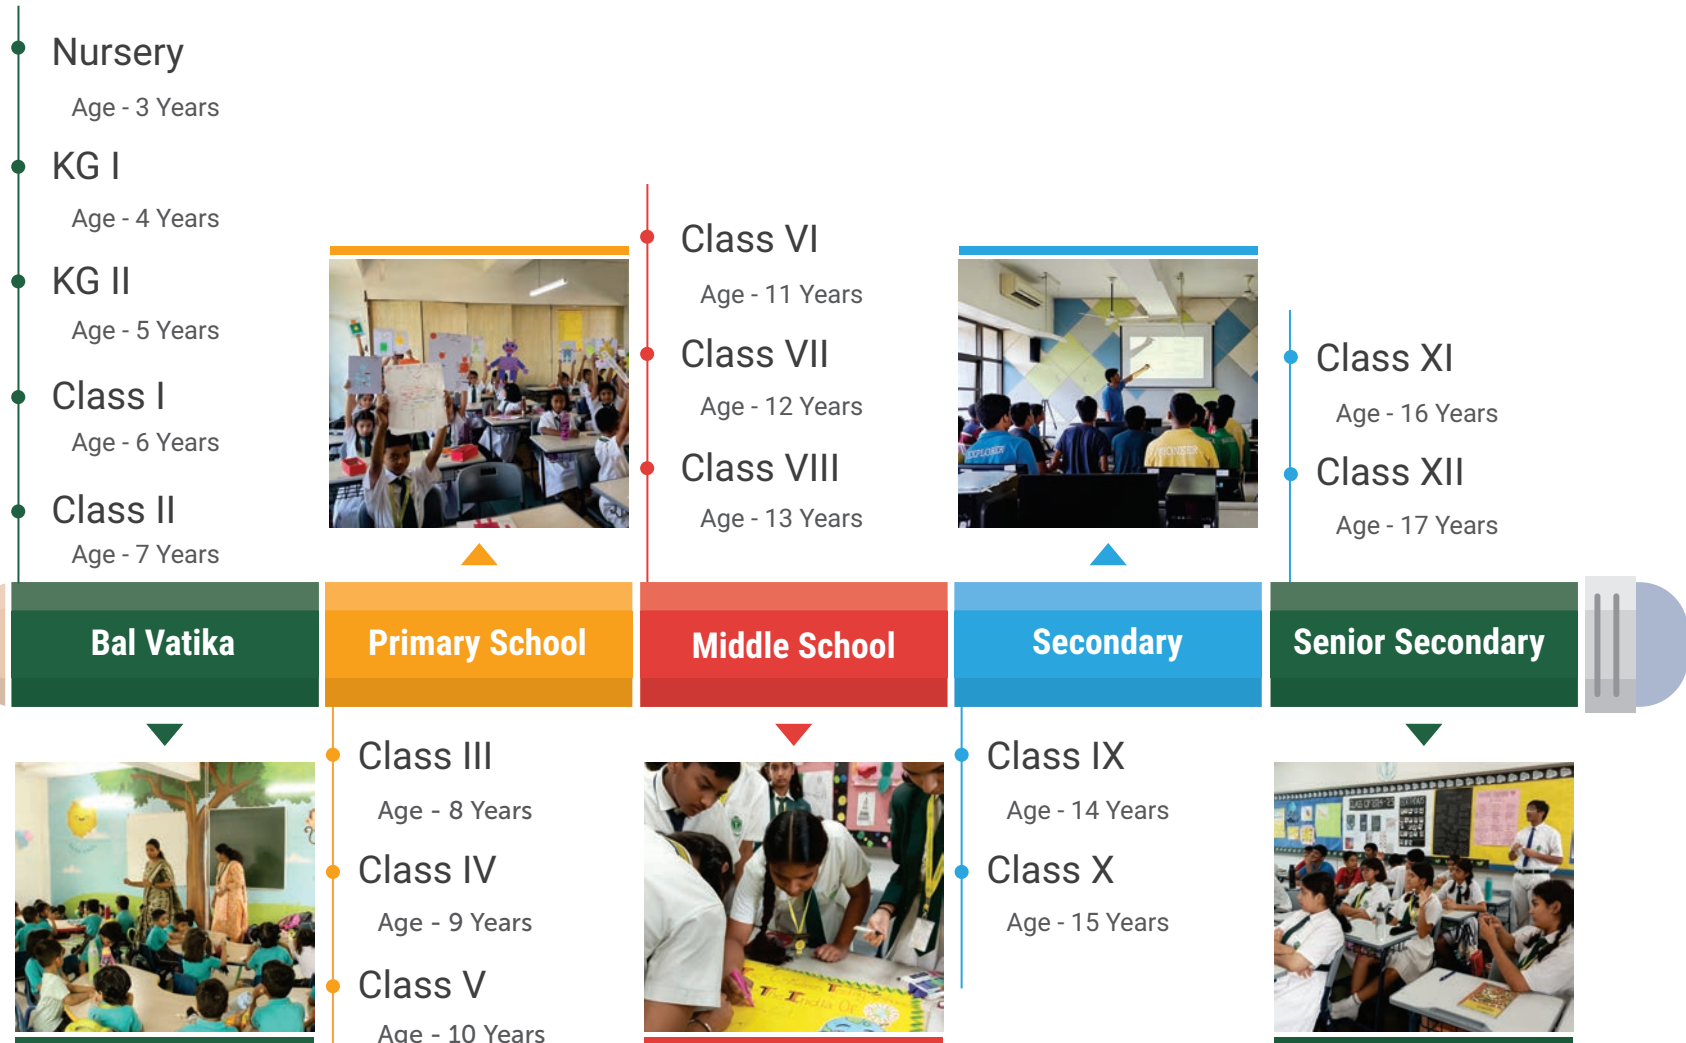 Nursery
Age - 3 Years
KG I
Age - 4 Years
KG II
Age - 5 Years
Class I
Age - 6 Years
Class II
Age - 7 Years
Bal Vatika
Primary School
Class III
Age - 8 Years
Class IV
Age - 9 Years
Class V
Age - 10 Years
Class VI
Age - 11 Years
Class VII
Age - 12 Years
Class VIII
Age - 13 Years
Middle School
Secondary
EXPLORER
Class IX
Age - 14 Years
Class X
Age - 15 Years
Class XI
Age - 16 Years
Class XII
Age - 17 Years
Senior Secondary